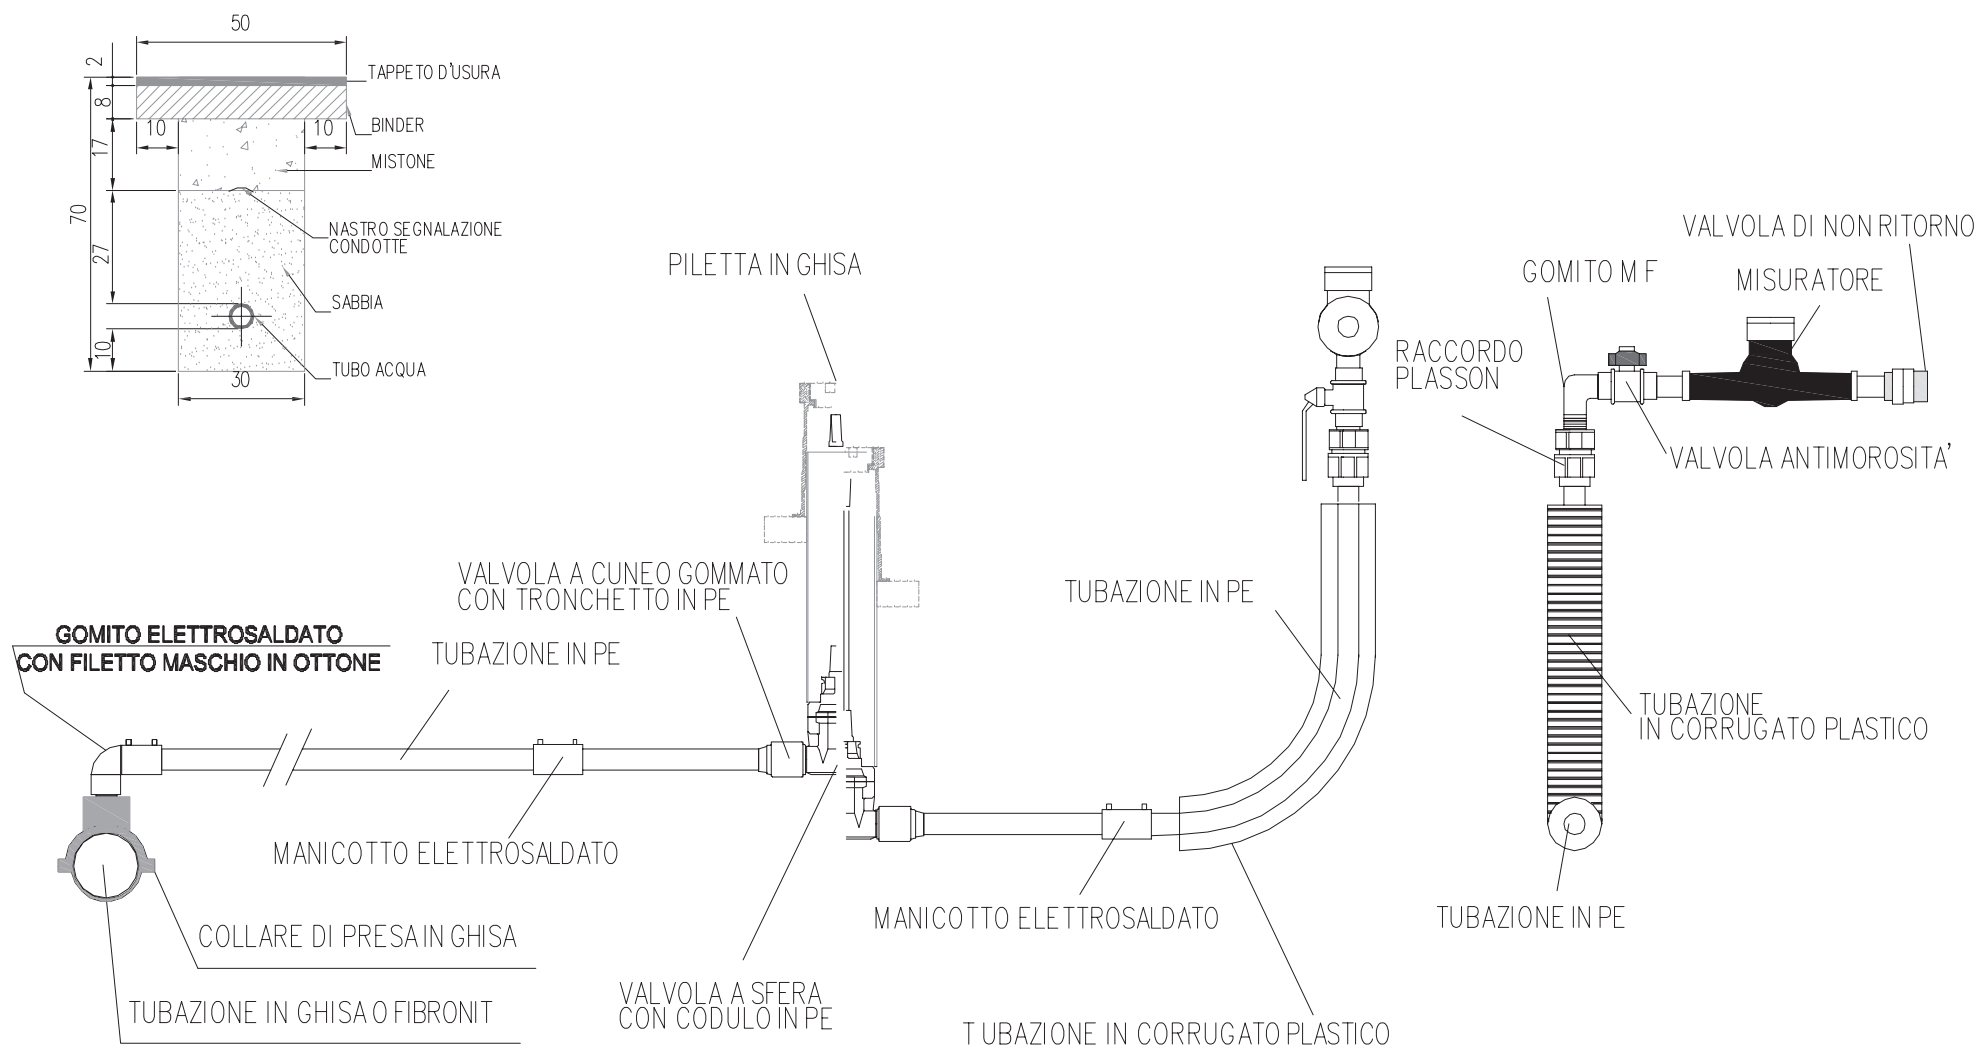 50
2
TAPPETO D'USURA
8
10
10
BINDER
17
MISTONE
70
NASTRO SEGNALAZIONE
CONDOTTE
27
SABBIA
10
TUBO ACQUA
30
PILETTA IN GHISA
VALVOLA DI NON RITORNO
GOMITO M F
MISURATORE
RACCORDO
PLASSON
VALVOLA ANTIMOROSITA'
VALVOLA A CUNEO GOMMATO
CON TRONCHETTO IN PE
TUBAZIONE IN PE
GOMITO ELETTROSALDATO
CON FILETTO MASCHIO IN OTTONE
TUBAZIONE IN PE
TUBAZIONE
IN CORRUGATO PLASTICO
MANICOTTO ELETTROSALDATO
MANICOTTO ELETTROSALDATO
TUBAZIONE IN PE
COLLARE DI PRESA IN GHISA
TUBAZIONE IN GHISA O FIBRONIT
VALVOLA A SFERA
CON CODULO IN PE
TUBAZIONE IN CORRUGATO PLASTICO